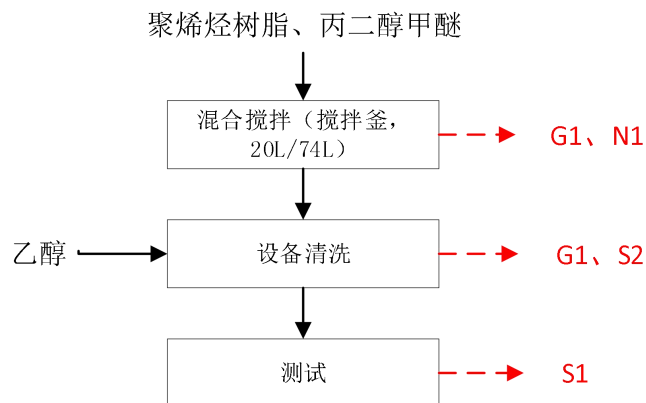 聚烯烃树脂、丙二醇甲醚
混合搅拌（搅拌釜，
20L/74L）
G1、N1
乙醇
设备清洗
G1、S2
测试
S1